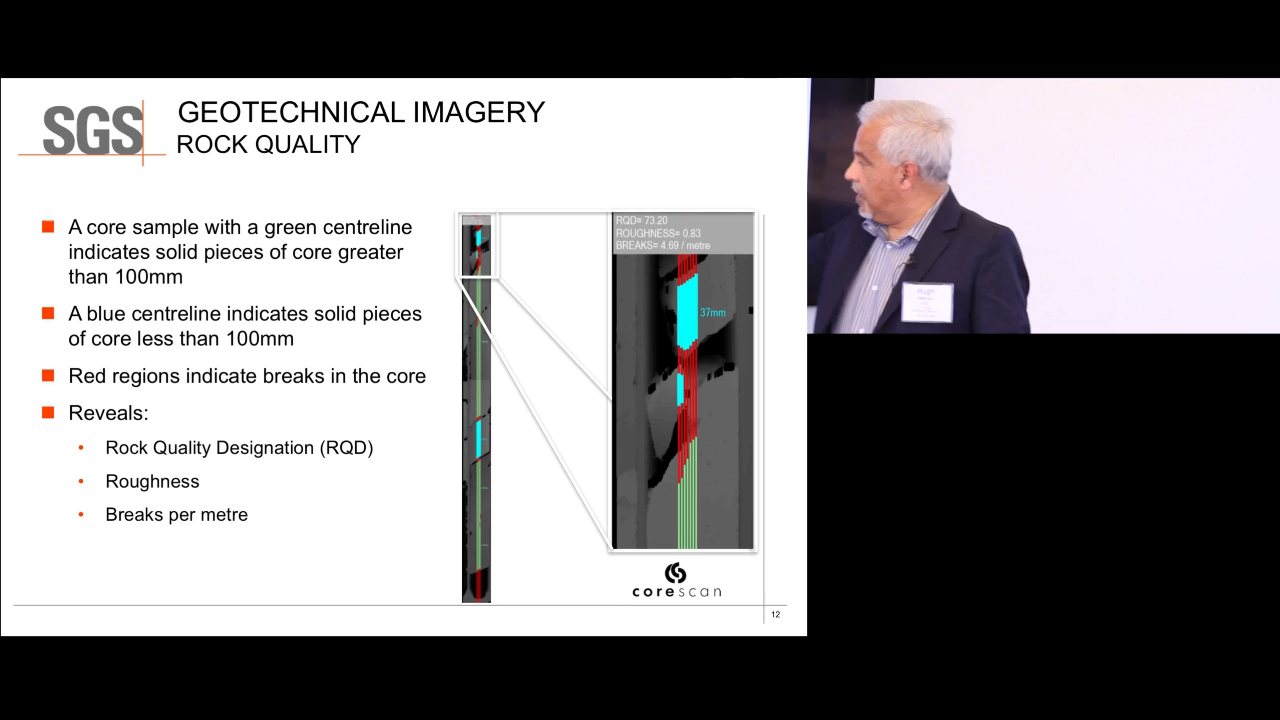 SGS
GEOTECHNICAL IMAGERY
ROCK QUALITY
A core sample with a green centreline
indicates solid pieces of core greater
than 100mm
A blue centreline indicates solid pieces
of core less than 100mm
Red regions indicate breaks in the core
Reveals:
• Rock Quality Designation (RQD)
• Roughness
• Breaks per metre
RQD= 73.20
ROUGHNESS= 0.83
BREAKS= 4.69 / metre
37mm
corescan
12